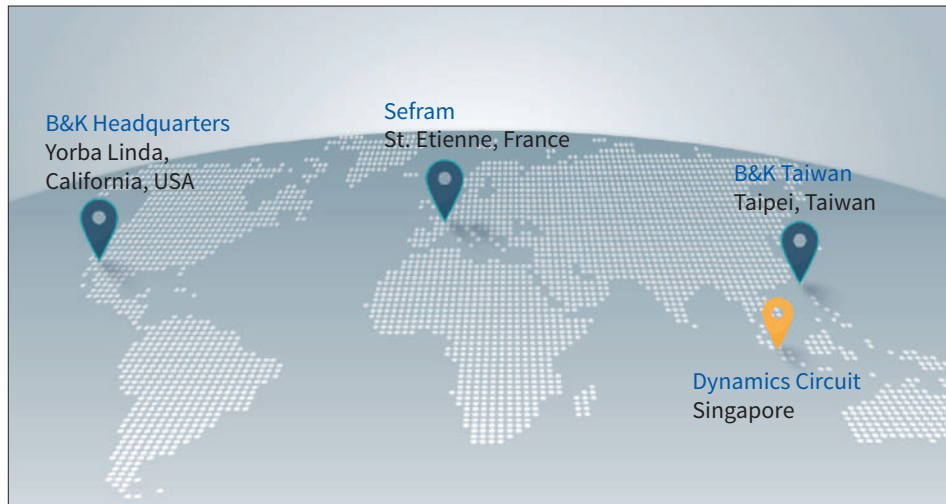 B&K Headquarters
Yorba Linda,
California, USA
Sefram
St. Etienne, France
B&K Taiwan
Taipei, Taiwan
Dynamics Circuit
Singapore